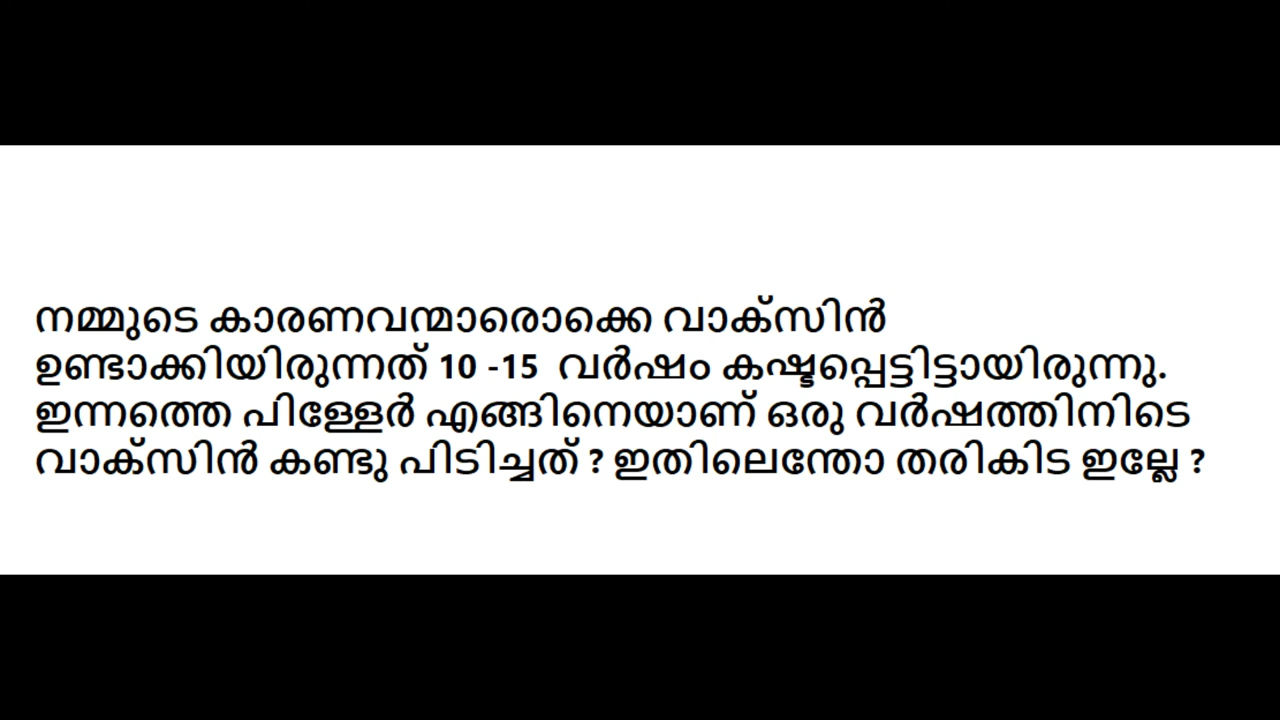 നമ്മുടെ കാരണവന്മാരൊക്കെ വാക്സിൻ
ഉണ്ടാക്കിയിരുന്നത് 10 -15 വർഷം കഷ്ടപ്പെട്ടിട്ടായിരുന്നു.
ഇന്നത്തെ പിള്ളേർ എങ്ങിനെയാണ് ഒരു വർഷത്തിനിടെ
വാക്സിൻ കണ്ടു പിടിച്ചത് ? ഇതിലെന്തോ തരികിട ഇല്ലേ ?